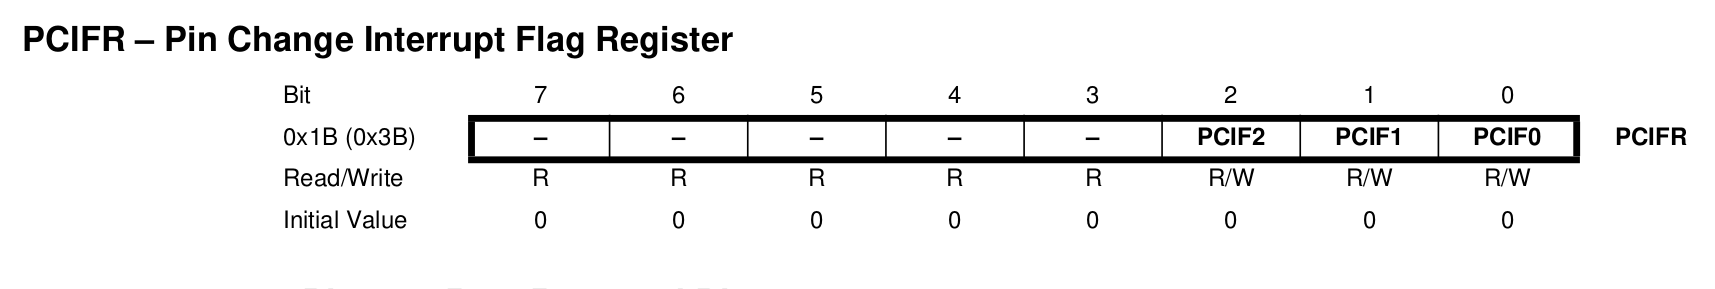 PCIFR – Pin Change Interrupt Flag Register
Bit 7 6 5 4 3 2 1 0
0x1B (0x3B) – – – – – PCIF2 PCIF1 PCIF0 PCIFR
Read/Write R R R R R R/W R/W R/W
Initial Value 0 0 0 0 0 0 0 0